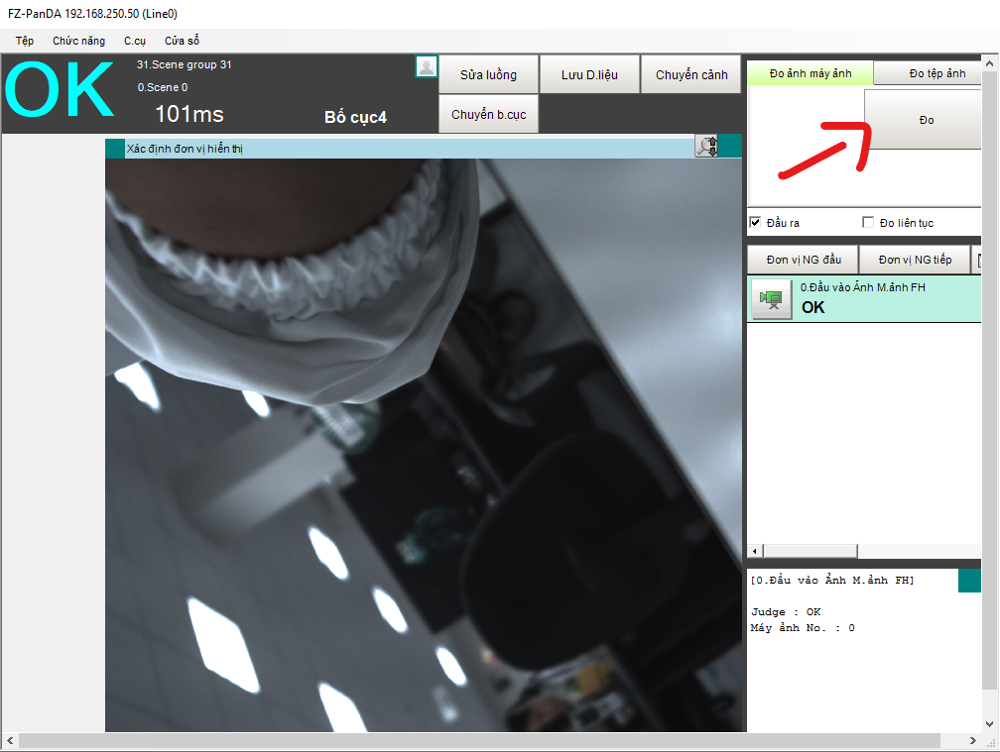 FZ-PanDA 192.168.250.50 (Line0)
Tệp Chức năng C.cụ Cửa sổ
OK
31.Scene group 31
0.Scene 0
101ms
Bố cục4
Sửa luồng
Lưu D.liệu
Chuyển cảnh
Chuyển b.cục
Xác định đơn vị hiển thị
Đo ảnh máy ảnh
Đo tệp ảnh
Đo
Đầu ra
Đo liên tục
Đơn vị NG đầu
Đơn vị NG tiếp
0.Đầu vào Ảnh M.ảnh FH
OK
[0.Đầu vào Ảnh M.ảnh FH]
Judge : OK
Máy ảnh No. : 0